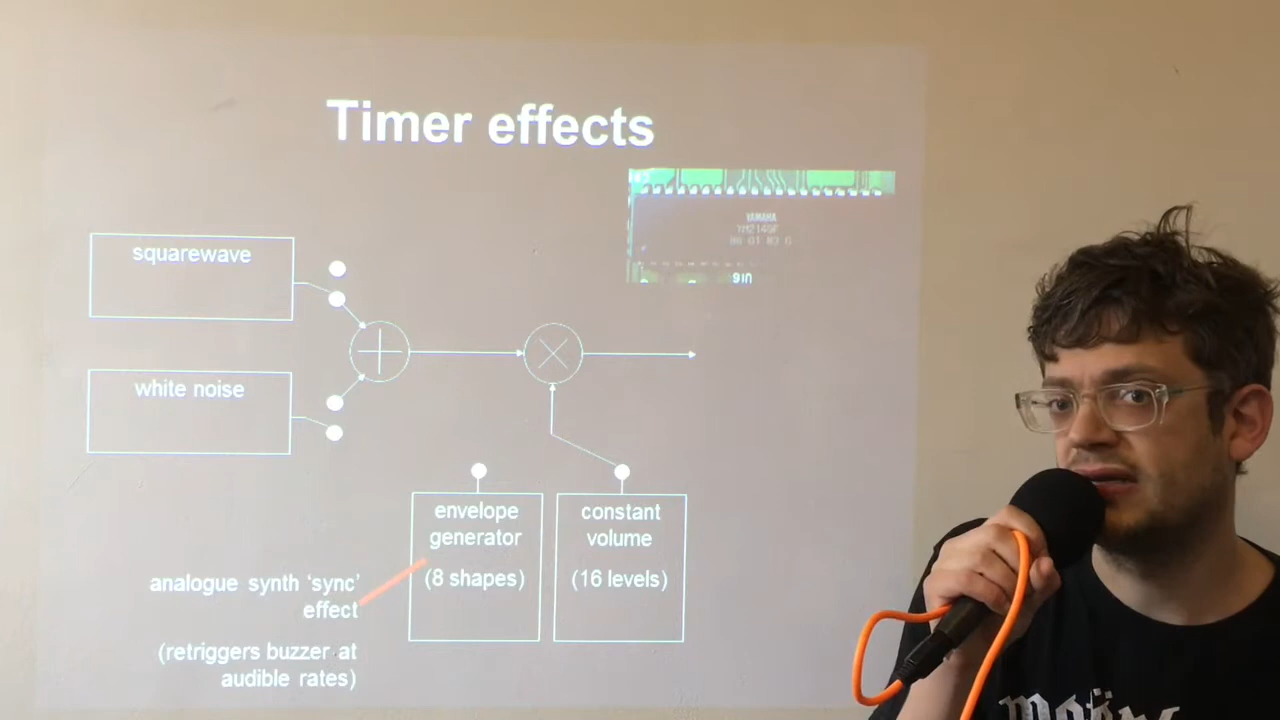 Timer effects
YAMAHA
YM2149F
squarewave
white noise
envelope
generator
(8 shapes)
constant
volume
(16 levels)
analogue synth ‘sync’
effect
(retriggers buzzer at
audible rates)